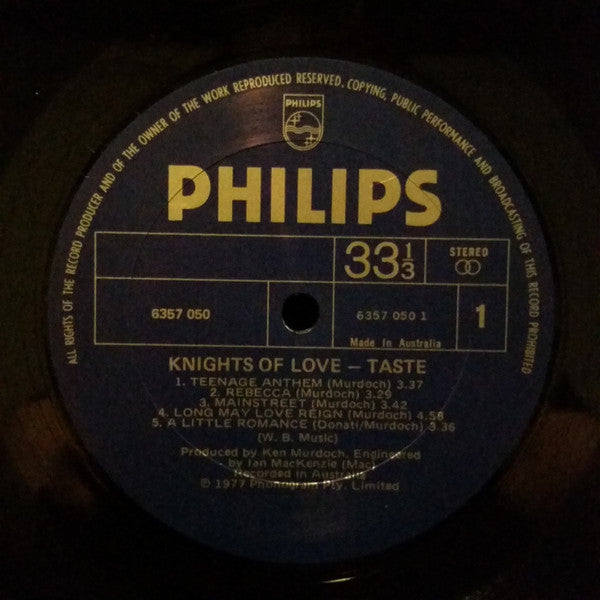 ALL RIGHTS OF THE RECORD PRODUCER AND OF THE OWNER OF THE WORK REPRODUCED RESERVED. COPYING, PUBLIC PERFORMANCE AND BROADCASTING OF THIS RECORD PROHIBITED
PHILIPS
PHILIPS
33 1/3 STEREO
6357 050 6357 050 1 1
Made in Australia
KNIGHTS OF LOVE – TASTE
1. TEENAGE ANTHEM (Murdoch) 3.37
2. REBECCA (Murdoch) 3.29
3. MAINSTREET (Murdoch) 3.42
4. LONG MAY LOVE REIGN (Murdoch) 4.58
5. A LITTLE ROMANCE (Donati/Murdoch) 3.36
(W. B. Music)
Produced by Ken Murdoch, Engineered
by Ian MacKenzie (Mac)
Recorded in Australia
℗ 1977 Phonogram Pty. Limited